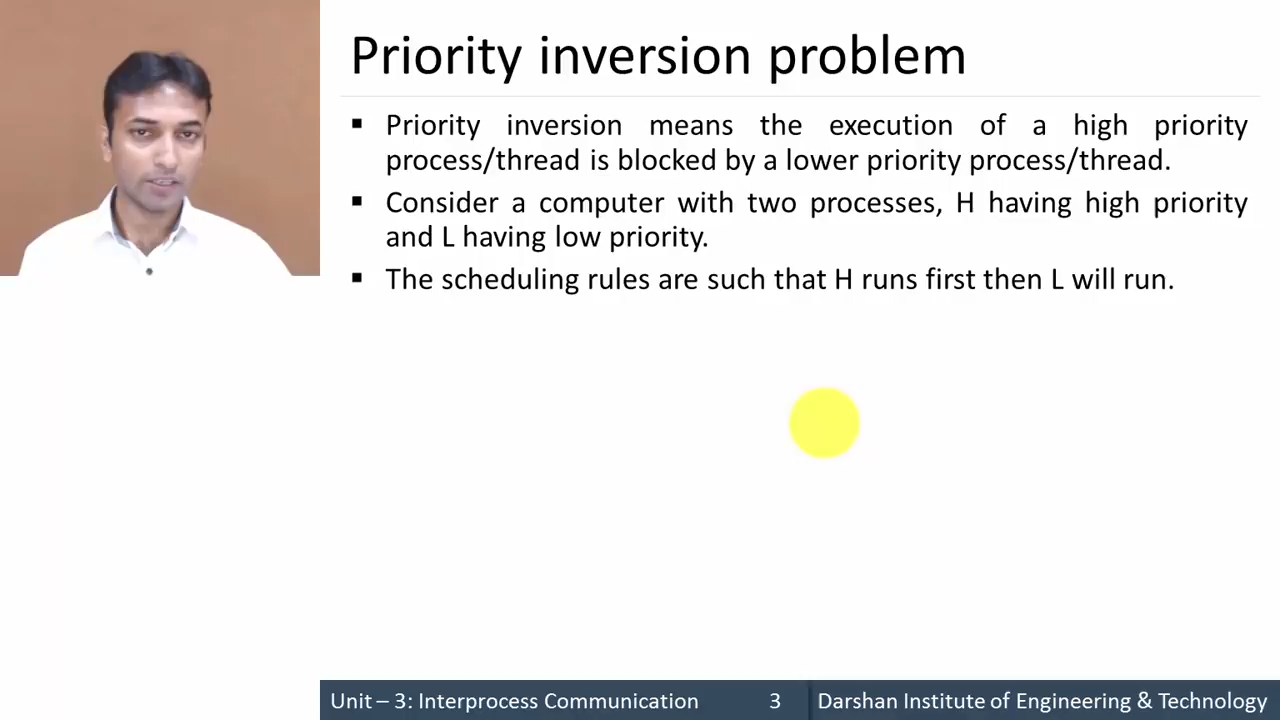 Priority inversion problem
▪ Priority inversion means the execution of a high priority
process/thread is blocked by a lower priority process/thread.
▪ Consider a computer with two processes, H having high priority
and L having low priority.
▪ The scheduling rules are such that H runs first then L will run.
Unit – 3: Interprocess Communication 3 Darshan Institute of Engineering & Technology